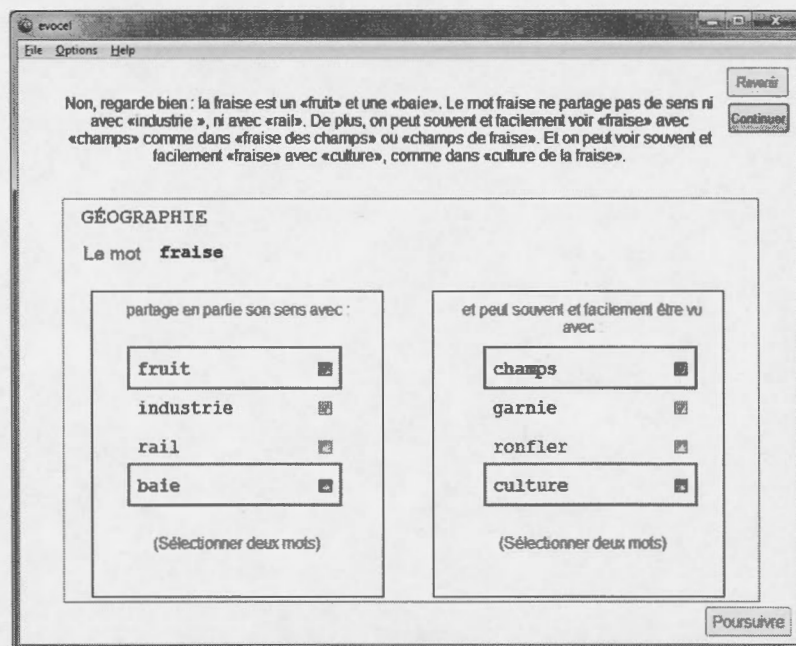 evocel
File Options Help
Revenir
Non, regarde bien : la fraise est un «fruit» et une «baie». Le mot fraise ne partage pas de sens ni
avec «industrie », ni avec «rail». De plus, on peut souvent et facilement voir «fraise» avec
«champs» comme dans «fraise des champs» ou «champs de fraise». Et on peut voir souvent et
facilement «fraise» avec «culture», comme dans «culture de la fraise».
Continuer
GÉOGRAPHIE
Le mot fraise
partage en partie son sens avec :
fruit
industrie
rail
baie
(Sélectionner deux mots)
et peut souvent et facilement être vu
avec :
champs
garnie
ronfler
culture
(Sélectionner deux mots)
Poursuivre